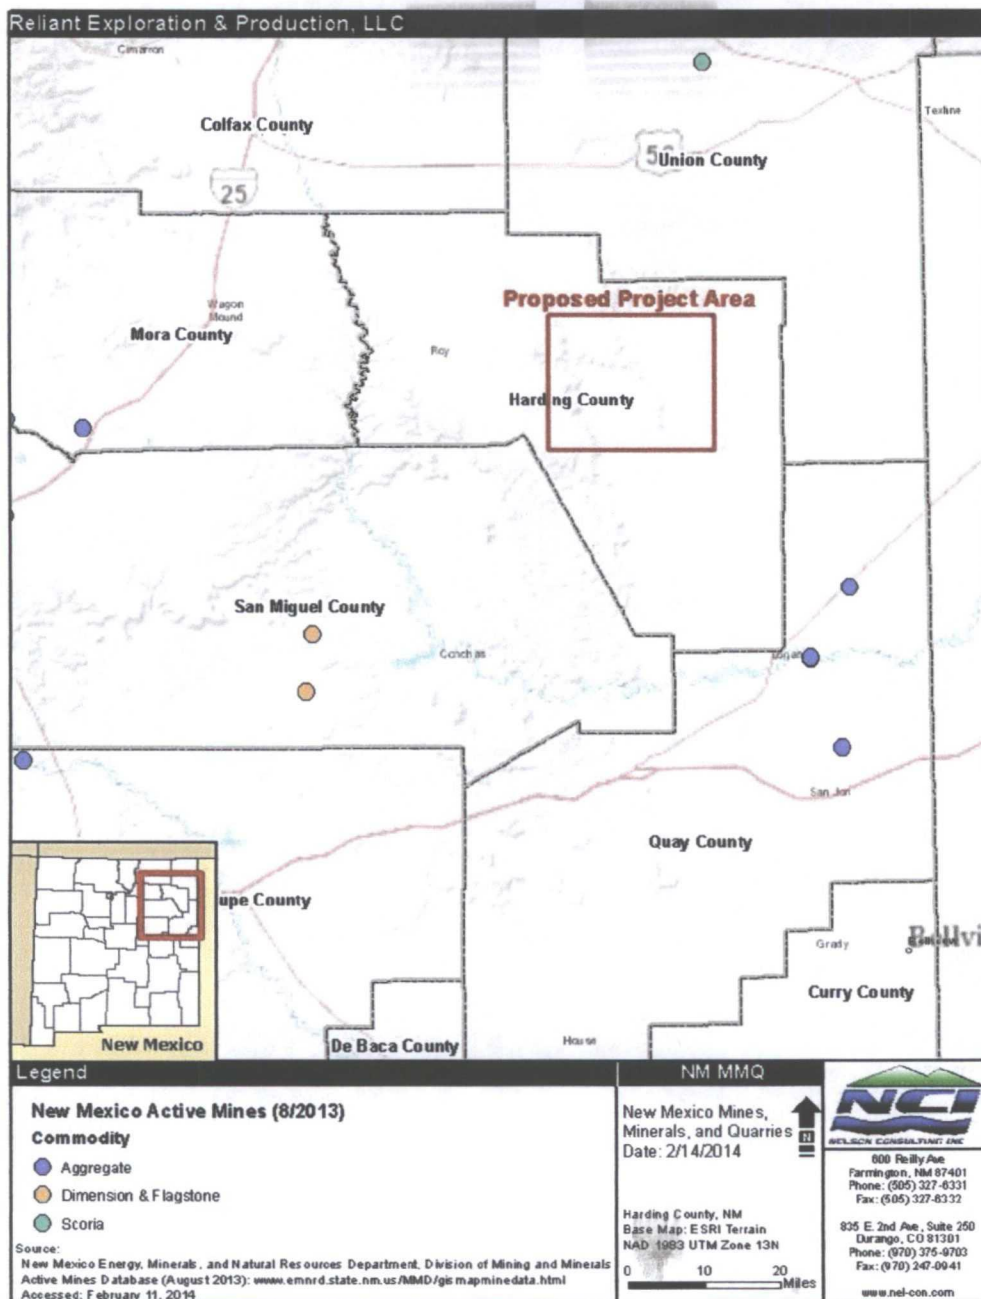 Reliant Exploration & Production, LLC
Cimarron
Colfax County
Texline
Union County
25
Proposed Project Area
Wagon
Mound
Mora County
Roy
Harding County
San Miguel County
Conchas
Logan
San Jon
Quay County
upe County
Grady
Bellvi
Curry County
New Mexico
De Baca County
House
Legend
New Mexico Active Mines (8/2013)
Commodity
Aggregate
Dimension & Flagstone
Scoria
Source:
New Mexico Energy, Minerals, and Natural Resources Department, Division of Mining and Minerals
Active Mines Database (August 2013): www.emnrd.state.nm.us/MMD/gismapminedata.html
Accessed: February 11, 2014
NM MMQ
New Mexico Mines,
Minerals, and Quarries
Date: 2/14/2014
N
Harding County, NM
Base Map: ESRI Terrain
NAD 1983 UTM Zone 13N
0 10 20
Miles
NCI
NELSON CONSULTING INC
600 Reilly Ave
Farmington, NM 87401
Phone: (505) 327-6331
Fax: (505) 327-6332
835 E. 2nd Ave, Suite 250
Durango, CO 81301
Phone: (970) 375-9703
Fax: (970) 247-0941
www.nel-con.com